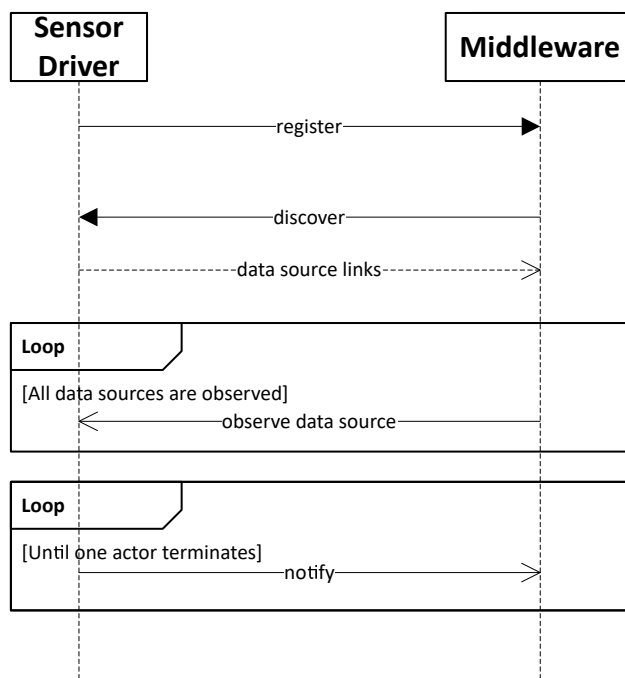 Sensor
Driver
Middleware
register
discover
data source links
Loop
[All data sources are observed]
observe data source
Loop
[Until one actor terminates]
notify